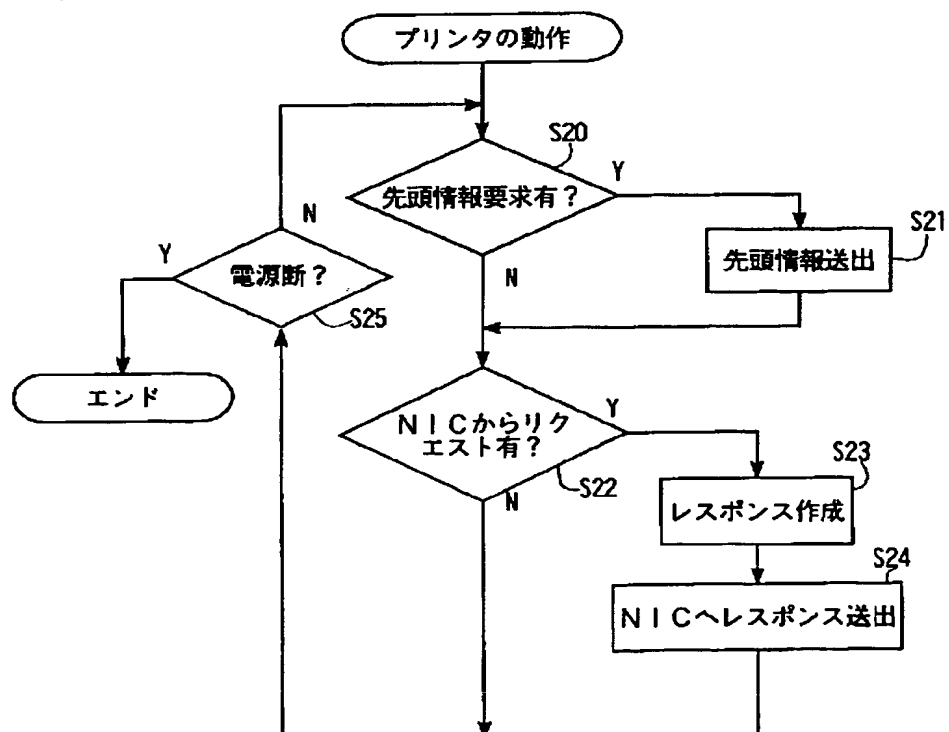 プリンタの動作
S20
先頭情報要求有?
Y
N
S21
先頭情報送出
N
Y
電源断?
S25
エンド
NICからリク
エスト有?
Y
S22
N
S23
レスポンス作成
S24
NICへレスポンス送出